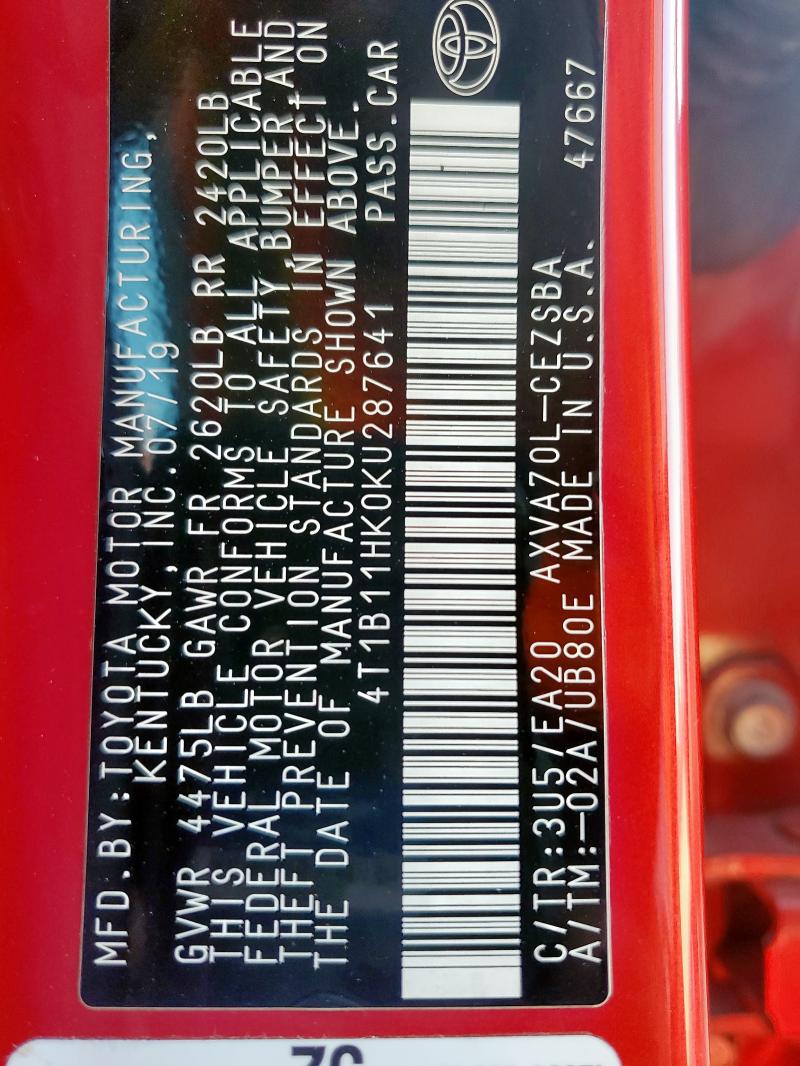 MFD.BY:TOYOTA MOTOR MANUFACTURING,
KENTUCKY,INC.07/19
GVWR 4475LB GAWR FR 2620LB RR 2420LB
THIS VEHICLE CONFORMS TO ALL APPLICABLE
FEDERAL MOTOR VEHICLE SAFETY,BUMPER,AND
THEFT PREVENTION STANDARDS IN EFFECT ON
THE DATE OF MANUFACTURE SHOWN ABOVE.
4T1B11HK0KU287641 PASS.CAR
C/TR:3U5/EA20 AXVA70L-CEZSBA
A/TM:-02A/UB80E MADE IN U.S.A. 47667